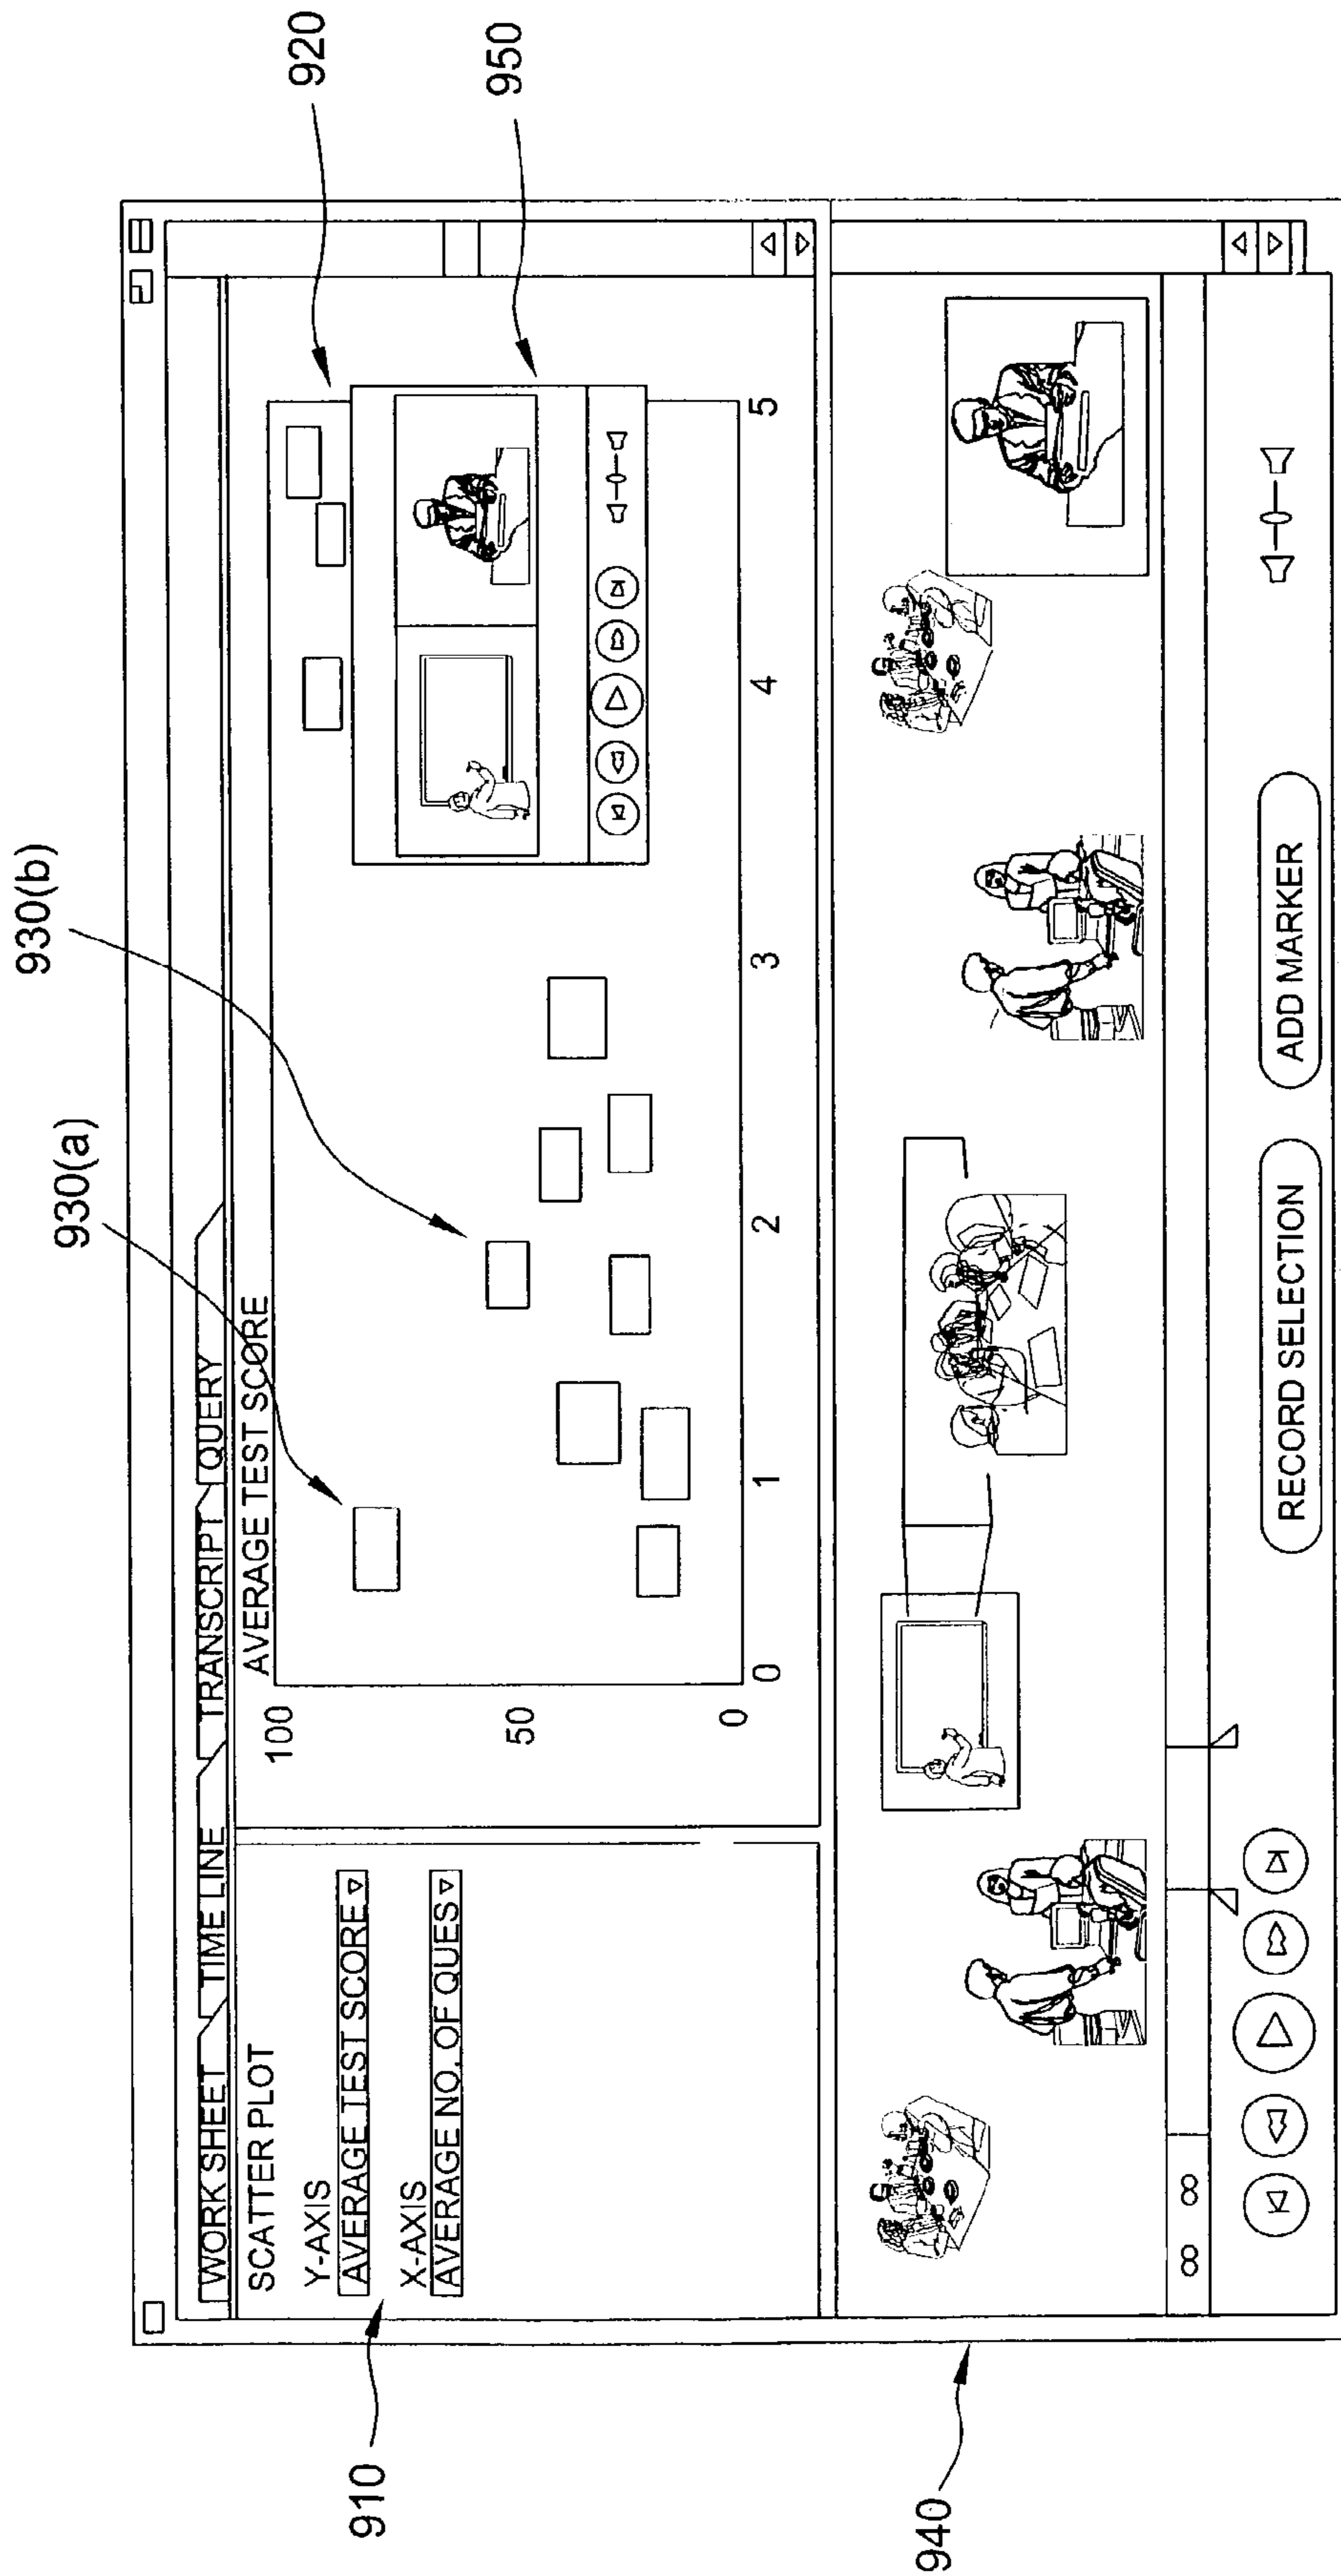 930(a)
930(b)
920
950
WORK SHEET
TIME LINE
TRANSCRIPT
QUERY
SCATTER PLOT
Y-AXIS
AVERAGE TEST SCORE
X-AXIS
AVERAGE NO. OF QUES
910
AVERAGE TEST SCORE
100
50
0
0 1 2 3 4 5
940
RECORD SELECTION
ADD MARKER